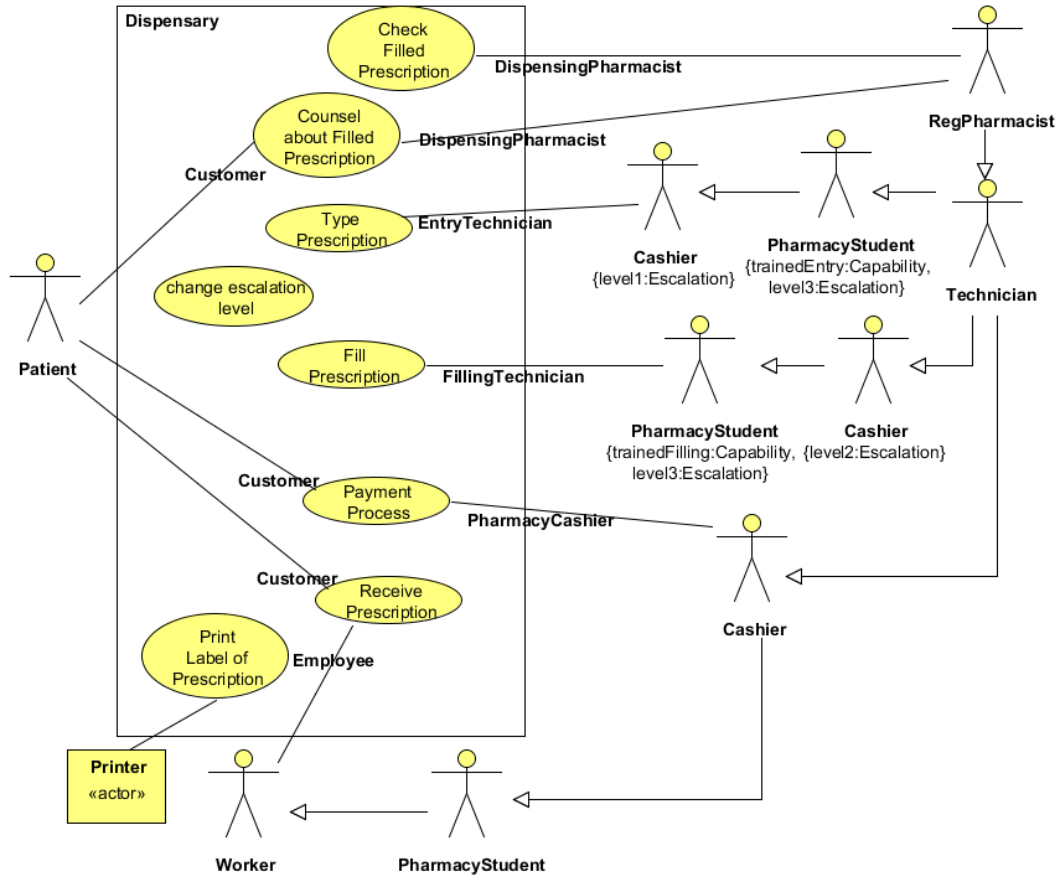 Dispensary
Check
Filled
Prescription
DispensingPharmacist
RegPharmacist
Counsel
about Filled
Prescription
DispensingPharmacist
Customer
Type
Prescription
EntryTechnician
Cashier
{level1:Escalation}
PharmacyStudent
{trainedEntry:Capability,
level3:Escalation}
Technician
change escalation
level
Patient
Fill
Prescription
FillingTechnician
PharmacyStudent
{trainedFilling:Capability,
level3:Escalation}
Cashier
{level2:Escalation}
Customer
Payment
Process
PharmacyCashier
Cashier
Customer
Receive
Prescription
Print
Label of
Prescription
Employee
Printer
«actor»
Worker
PharmacyStudent